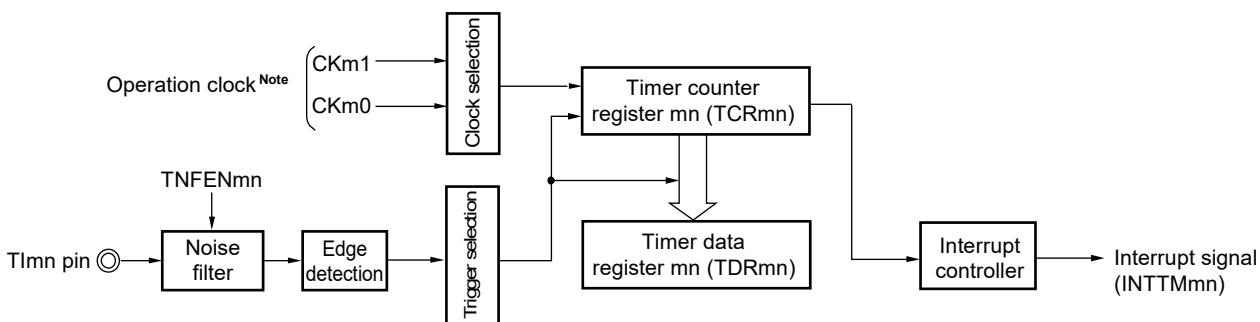 Operation clock Note
CKm1
CKm0
Clock selection
Timer counter
register mn (TCRmn)
TNFENmn
TImn pin
Noise
filter
Edge
detection
Trigger selection
Timer data
register mn (TDRmn)
Interrupt
controller
Interrupt signal
(INTTMmn)